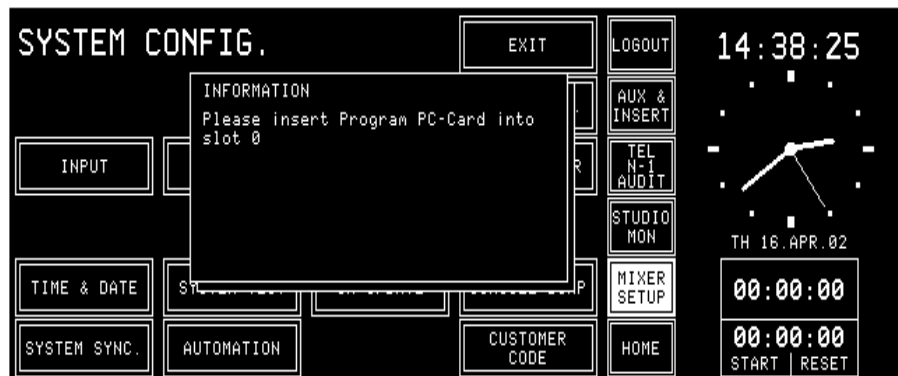 SYSTEM CONFIG.
EXIT
LOGOUT
14:38:25
INFORMATION
Please insert Program PC-Card into
slot 0
AUX &
INSERT
INPUT
TEL
N-1
AUDIT
STUDIO
MON
TH 16.APR.02
TIME & DATE
MIXER
SETUP
00:00:00
SYSTEM SYNC.
AUTOMATION
CUSTOMER
CODE
HOME
00:00:00
START | RESET